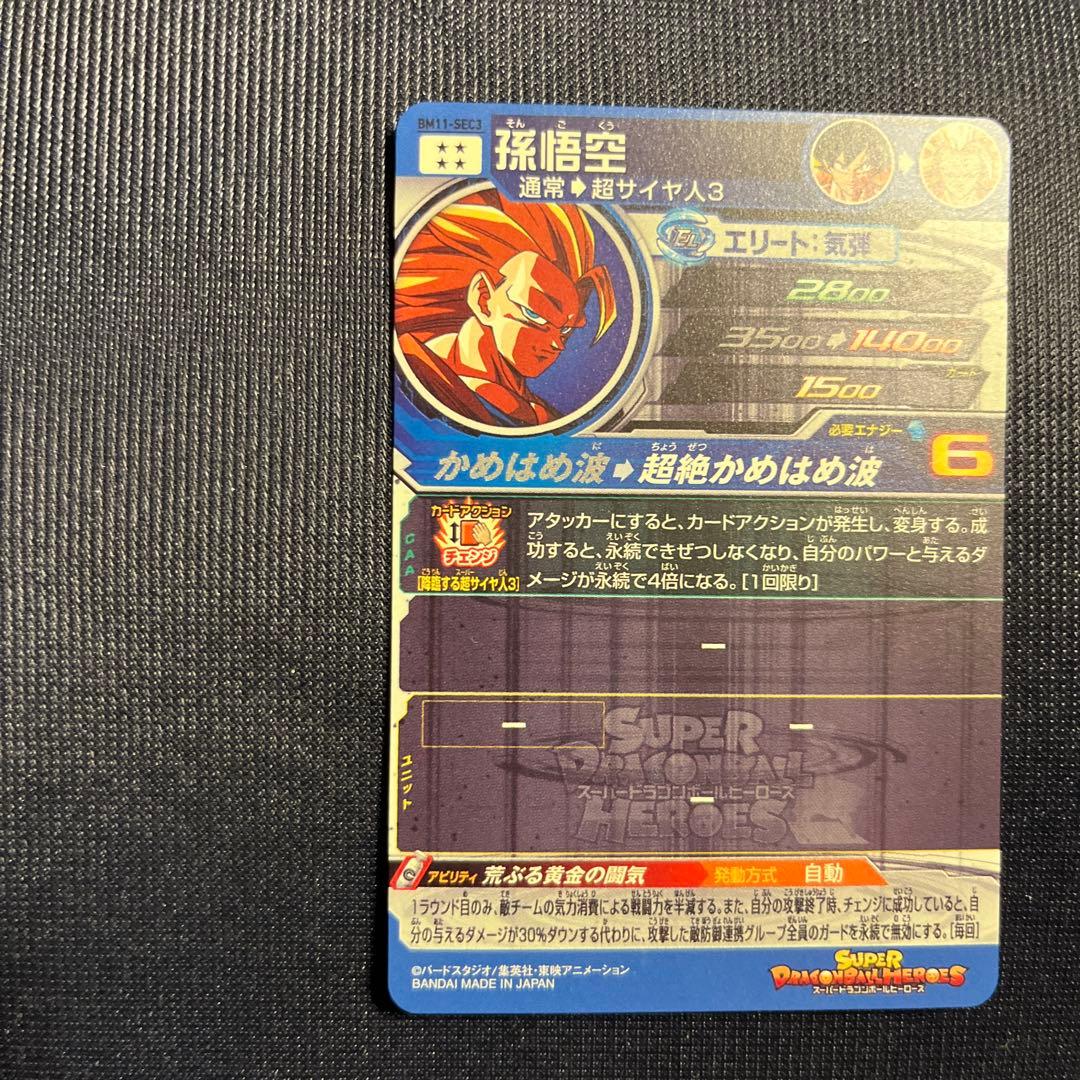 BM11-SEC3
孫悟空
そん ご くう
通常➡超サイヤ人3
EL
エリート:気弾
2800
3500➡14000
ガード
1500
必要エナジー
6
かめはめ波➡超絶かめはめ波
カードアクション
チェンジ
[降臨する超サイヤ人3]
CAA
アタッカーにすると、カードアクションが発生し、変身する。成
功すると、永続できぜつしなくなり、自分のパワーと与えるダ
メージが永続で4倍になる。[1回限り]
ー
ユニット
ー
ー
ー
SUPER
DRAGONBALL
スーパードラゴンボールヒーローズ
HEROES
アビリティ 荒ぶる黄金の闘気 発動方式 自動
1ラウンド目のみ、敵チームの気力消費による戦闘力を半減する。また、自分の攻撃終了時、チェンジに成功していると、自
分の与えるダメージが30%ダウンする代わりに、攻撃した敵防御連携グループ全員のガードを永続で無効にする。[毎回]
©バードスタジオ/集英社・東映アニメーション
BANDAI MADE IN JAPAN
SUPER
DRAGONBALL HEROES
スーパードラゴンボールヒーローズ